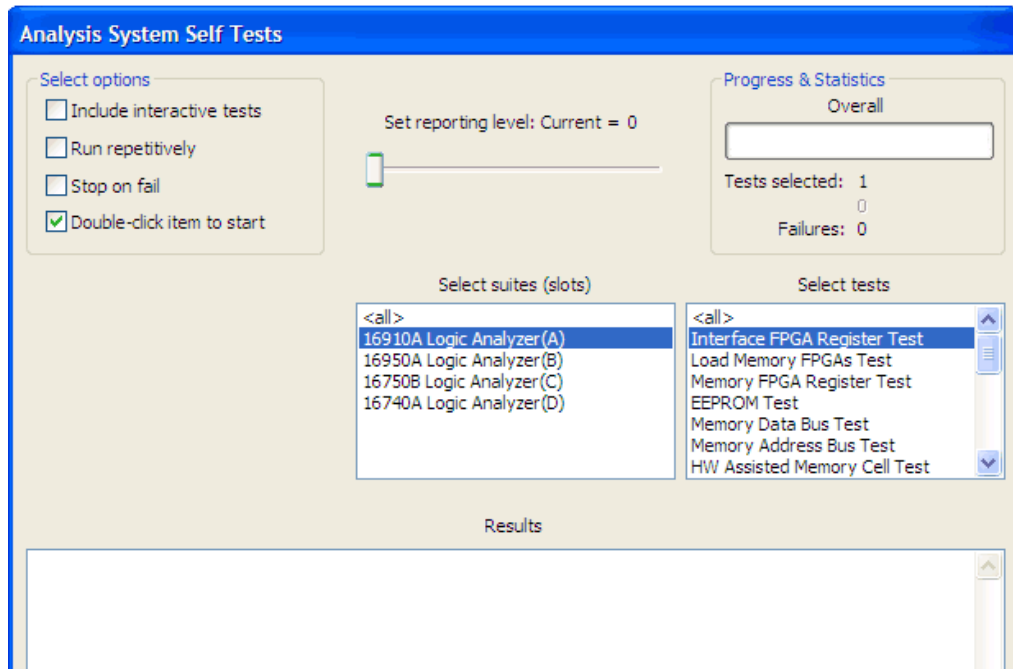 Analysis System Self Tests
Select options
Include interactive tests
Run repetitively
Stop on fail
Double-click item to start
Set reporting level: Current = 0
Progress & Statistics
Overall
Tests selected: 1
0
Failures: 0
Select suites (slots)
<all>
16910A Logic Analyzer(A)
16950A Logic Analyzer(B)
16750B Logic Analyzer(C)
16740A Logic Analyzer(D)
Select tests
<all>
Interface FPGA Register Test
Load Memory FPGAs Test
Memory FPGA Register Test
EEPROM Test
Memory Data Bus Test
Memory Address Bus Test
HW Assisted Memory Cell Test
Results